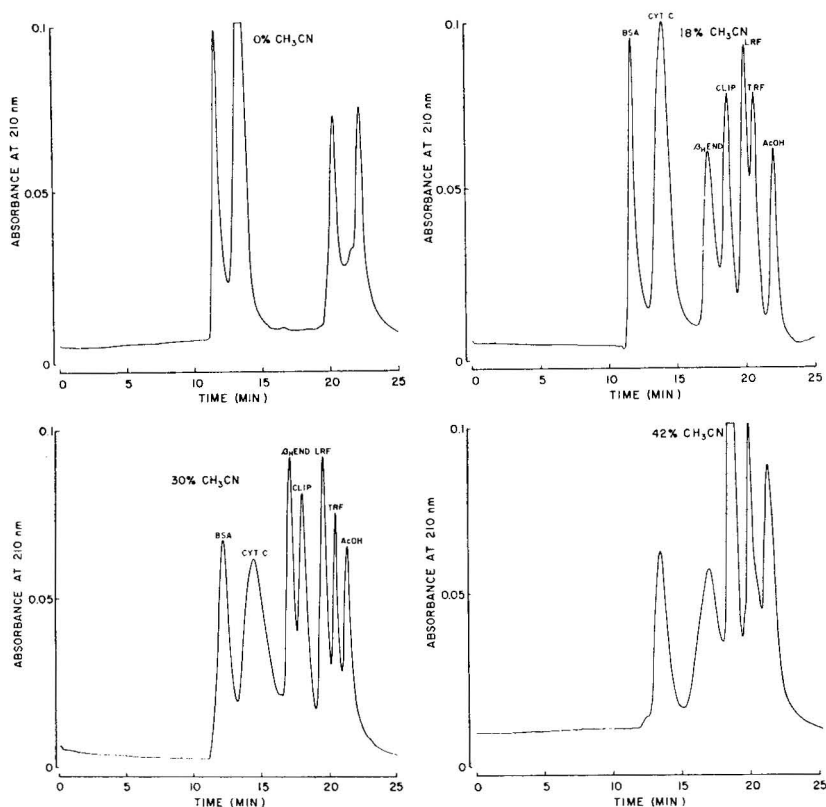 0% CH₃CN
ABSORBANCE AT 210 nm
0.1
0.05
0
0 5 10 15 20 25
TIME (MIN)
18% CH₃CN
BSA
CYT C
βH END
CLIP
LRF
TRF
AcOH
ABSORBANCE AT 210 nm
0.1
0.05
0
0 5 10 15 20 25
TIME (MIN)
30% CH₃CN
BSA
CYT C
βH END
CLIP
LRF
TRF
AcOH
ABSORBANCE AT 210 nm
0.1
0.05
0
0 5 10 15 20 25
TIME (MIN)
42% CH₃CN
ABSORBANCE AT 210 nm
0.1
0.05
0
0 5 10 15 20 25
TIME (MIN)